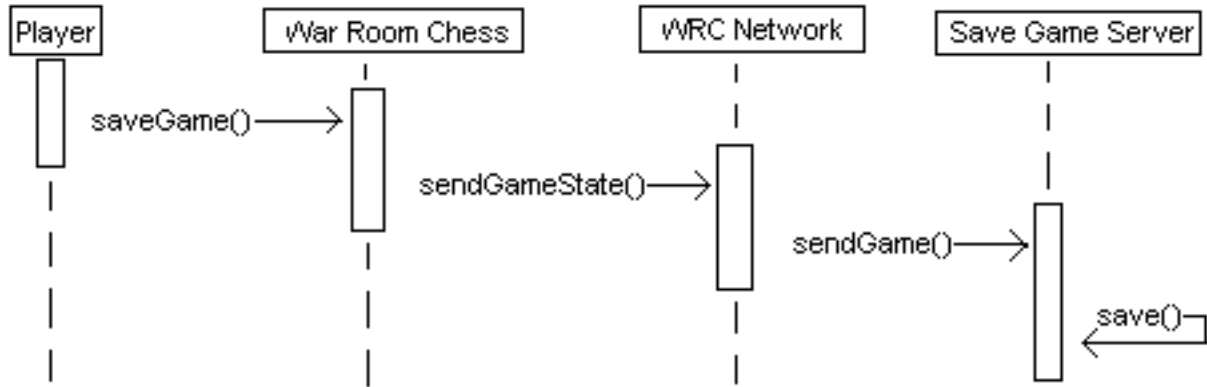 Player
War Room Chess
WRC Network
Save Game Server
saveGame()
sendGameState()
sendGame()
save()